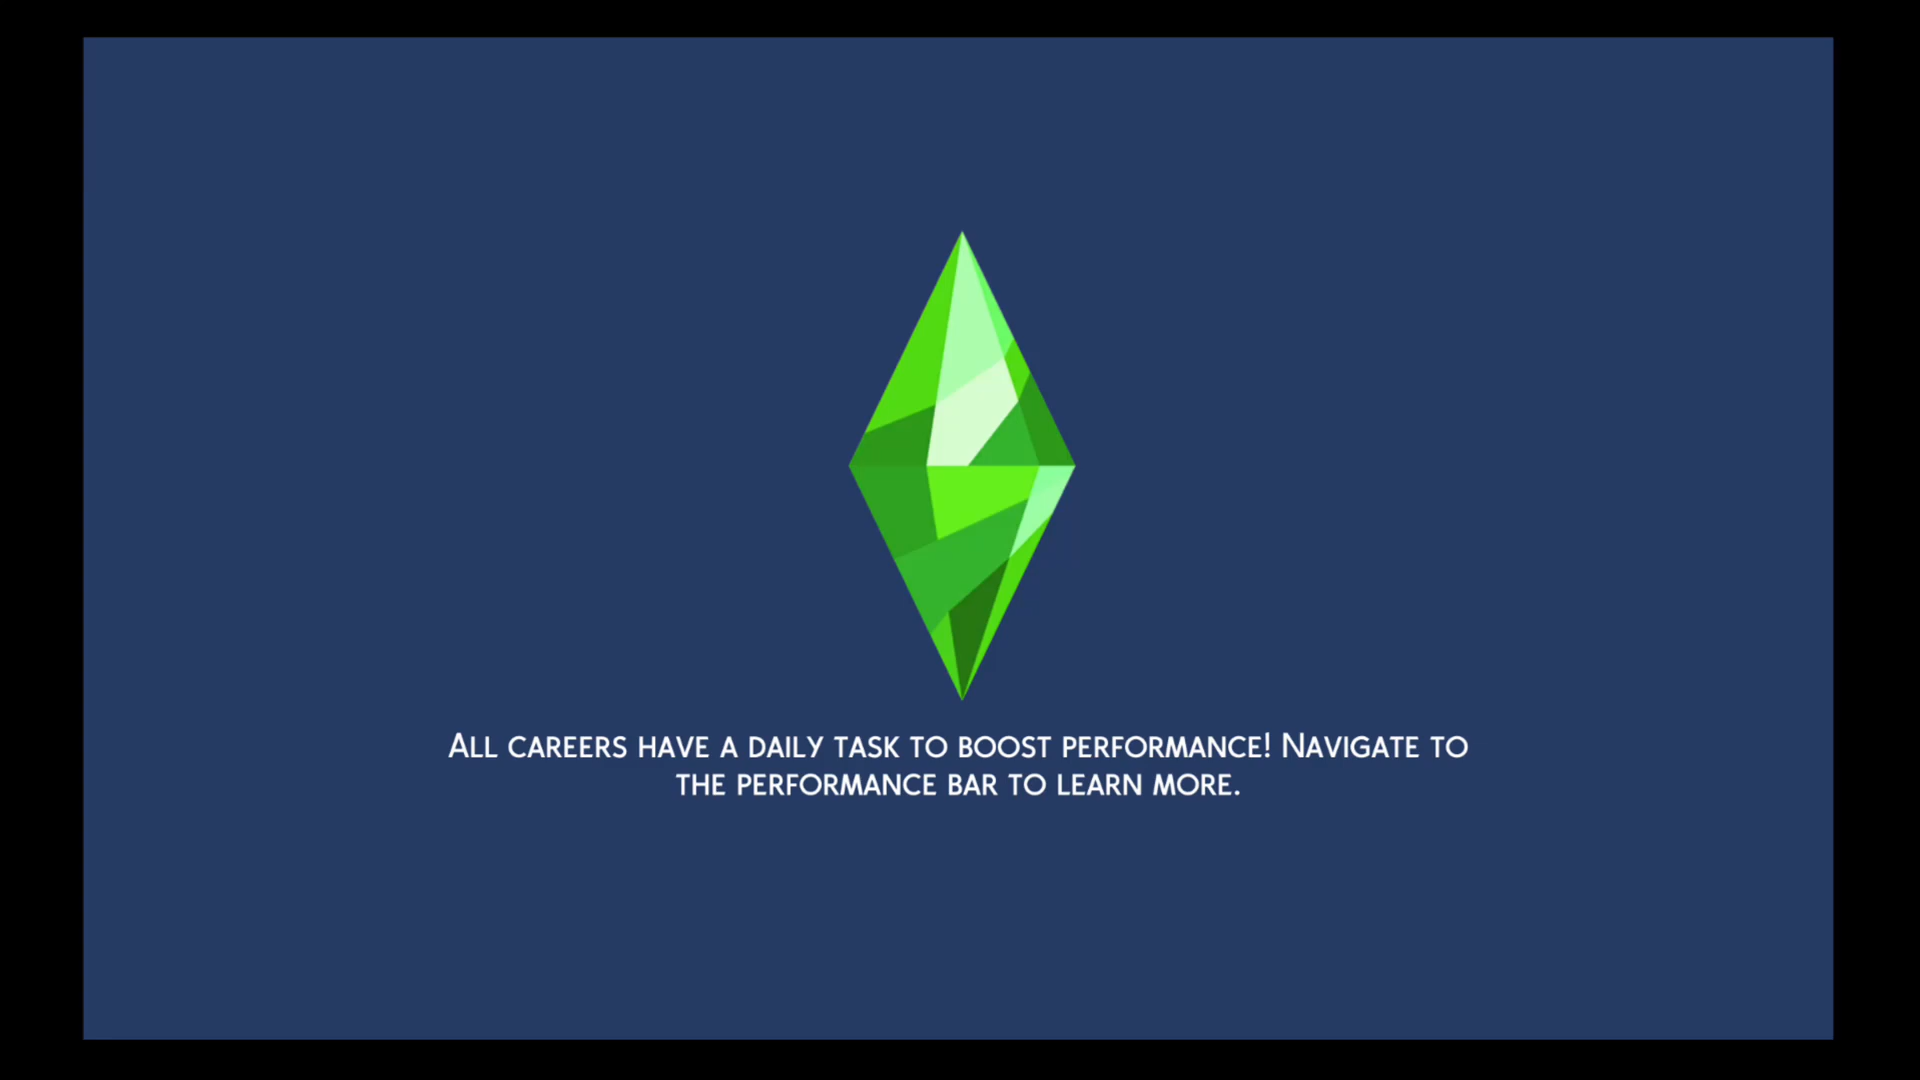 All careers have a daily task to boost performance! Navigate to
the performance bar to learn more.